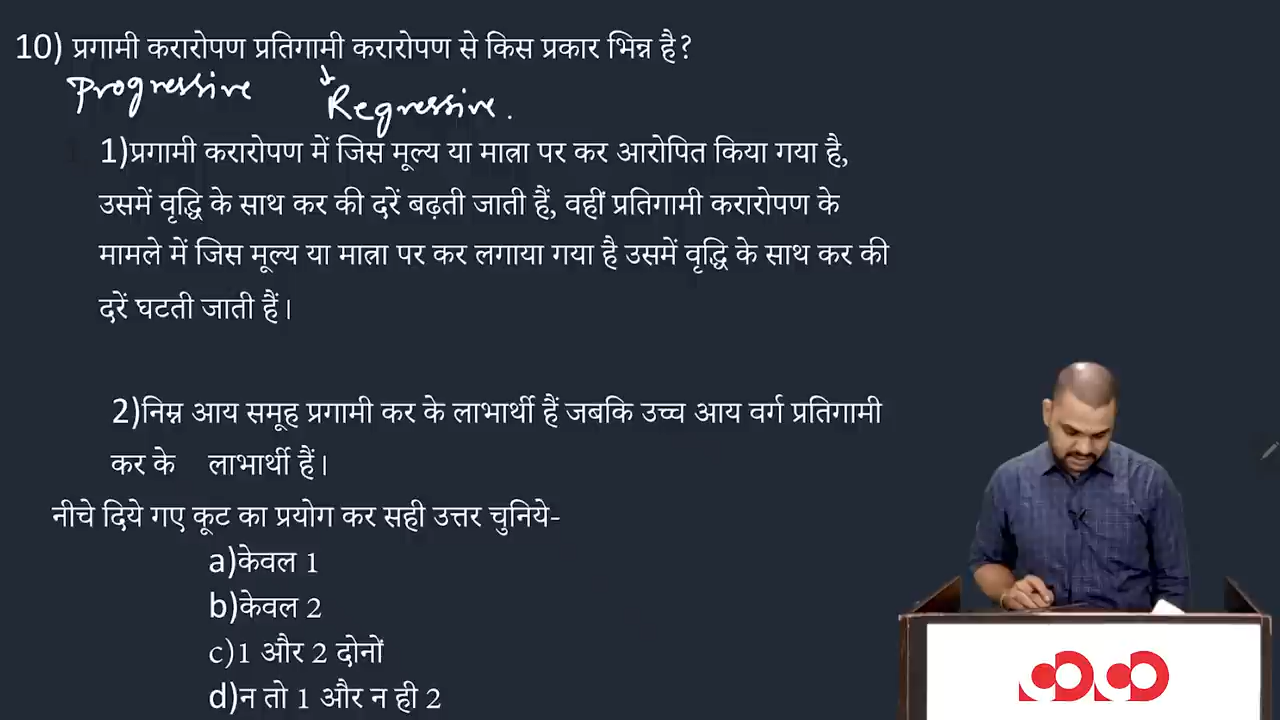 10) प्रगामी करारोपण प्रतिगामी करारोपण से किस प्रकार भिन्न है?
Progressive Regressive.
1)प्रगामी करारोपण में जिस मूल्य या मात्रा पर कर आरोपित किया गया है,
उसमें वृद्धि के साथ कर की दरें बढ़ती जाती हैं, वहीं प्रतिगामी करारोपण के
मामले में जिस मूल्य या मात्रा पर कर लगाया गया है उसमें वृद्धि के साथ कर की
दरें घटती जाती हैं।
2)निम्न आय समूह प्रगामी कर के लाभार्थी हैं जबकि उच्च आय वर्ग प्रतिगामी
कर के लाभार्थी हैं।
नीचे दिये गए कूट का प्रयोग कर सही उत्तर चुनिये-
a)केवल 1
b)केवल 2
c)1 और 2 दोनों
d)न तो 1 और न ही 2